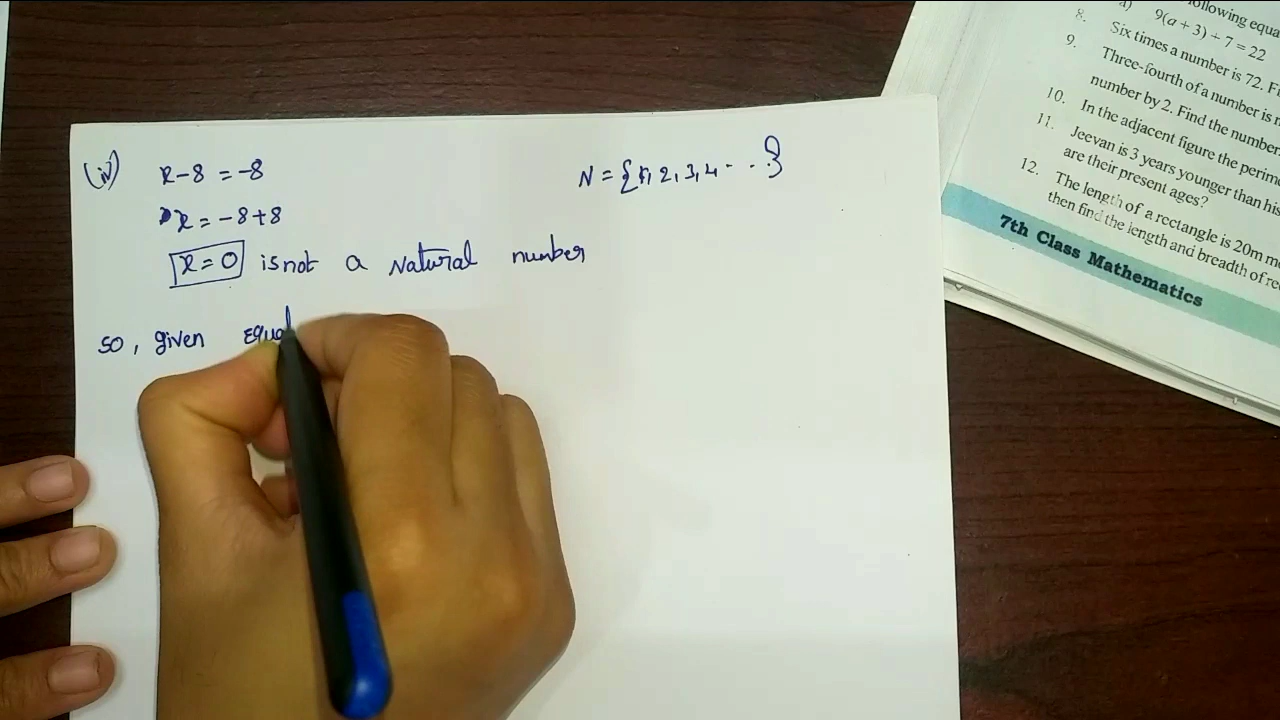 (iv) x-8 = -8
N = {1, 2, 3, 4 - - .}
x = -8+8
x = 0 is not a Natural number
so, given equa
a) 9(a + 3) + 7 = 22
8. Six times a number is 72.
9. Three-fourth of a number is
number by 2. Find the number.
10. In the adjacent figure the
11. Jeevan is 3 years younger than his
are their present ages?
12. The length of a rectangle is 20m
then find the length and breadth of
7th Class Mathematics